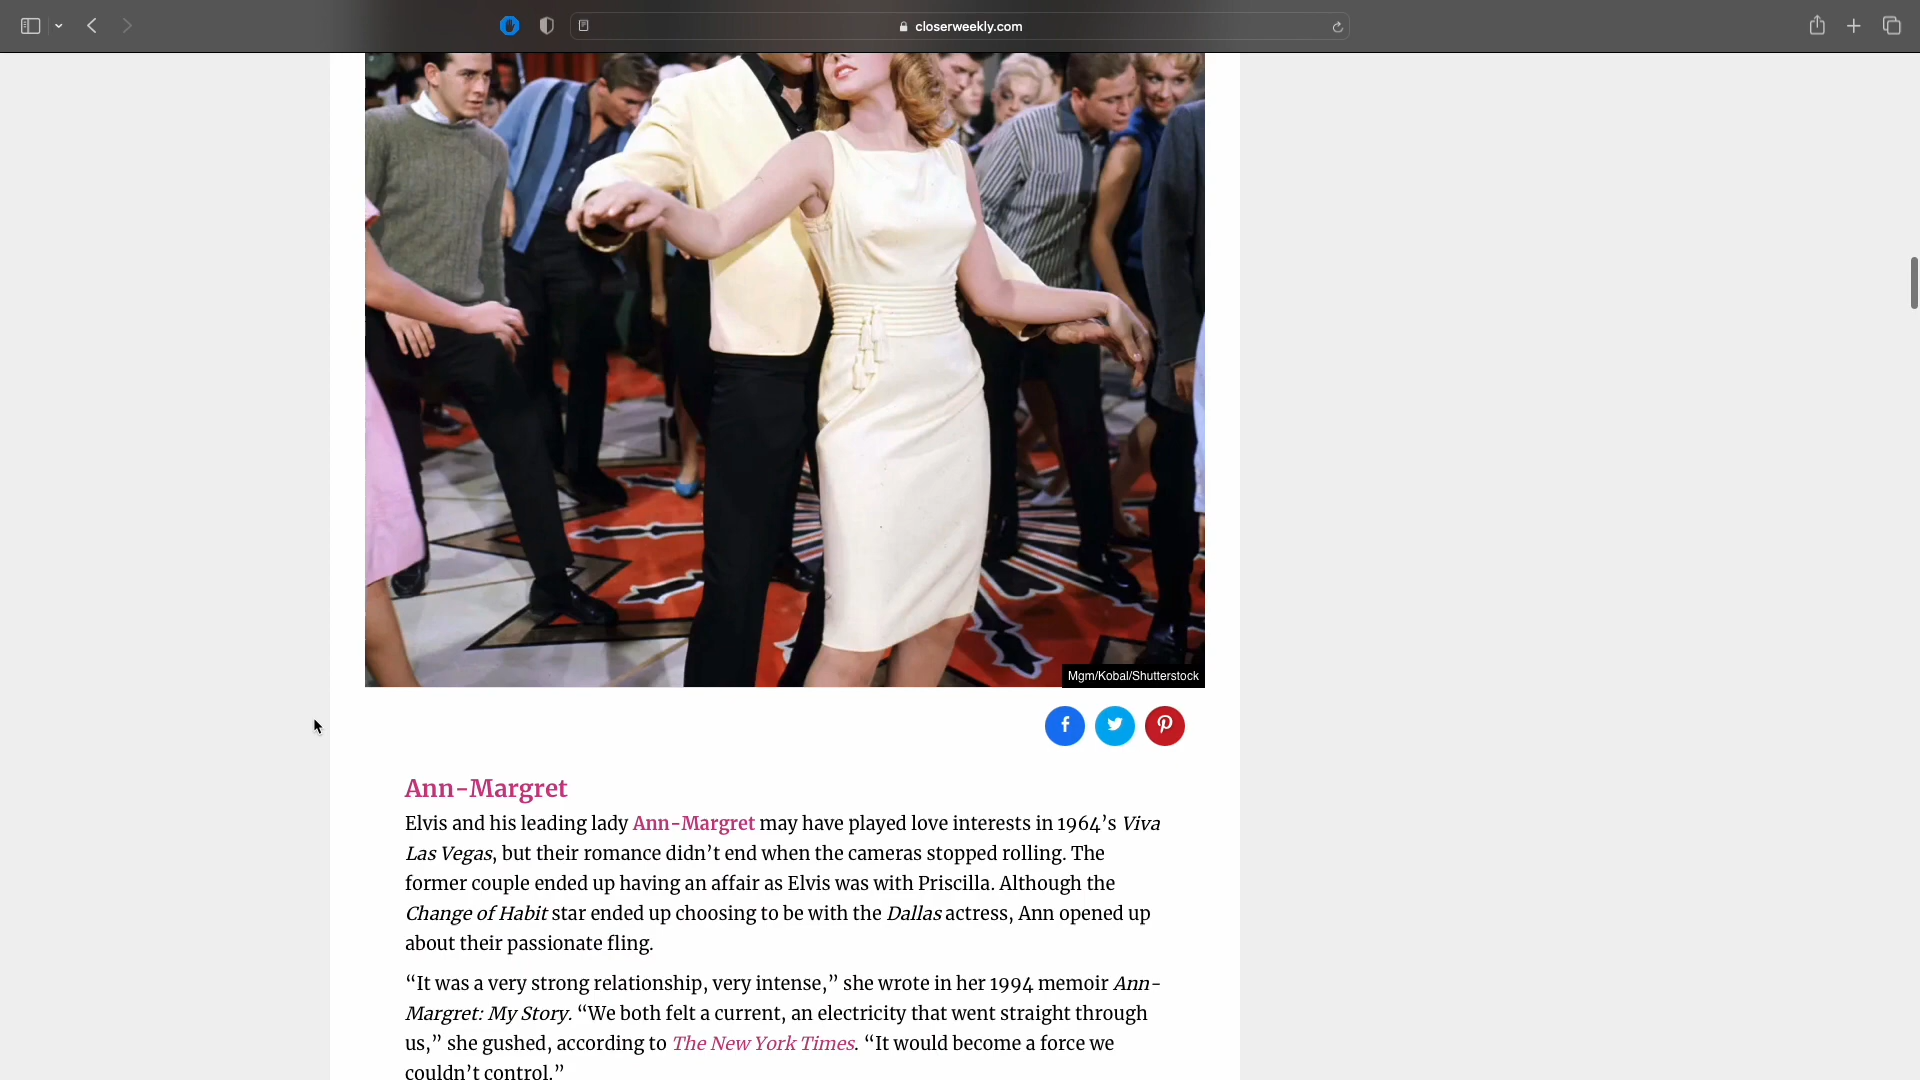 closerweekly.com
Mgm/Kobal/Shutterstock
Ann-Margret
Elvis and his leading lady Ann-Margret may have played love interests in 1964’s Viva
Las Vegas, but their romance didn’t end when the cameras stopped rolling. The
former couple ended up having an affair as Elvis was with Priscilla. Although the
Change of Habit star ended up choosing to be with the Dallas actress, Ann opened up
about their passionate fling.
“It was a very strong relationship, very intense,” she wrote in her 1994 memoir Ann-
Margret: My Story. “We both felt a current, an electricity that went straight through
us,” she gushed, according to The New York Times. “It would become a force we
couldn’t control.”